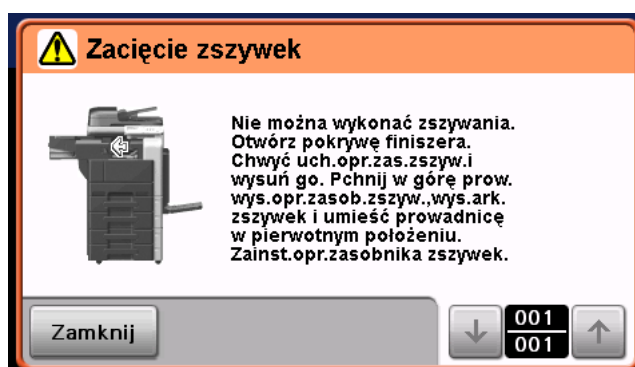 Zacięcie zszywek
Nie można wykonać zszywania.
Otwórz pokrywę finiszera.
Chwyć uch.opr.zas.zszyw.i
wysuń go. Pchnij w górę prow.
wys.opr.zasob.zszyw.,wys.ark.
zszywek i umieść prowadnicę
w pierwotnym położeniu.
Zainst.opr.zasobnika zszywek.
Zamknij
001
001